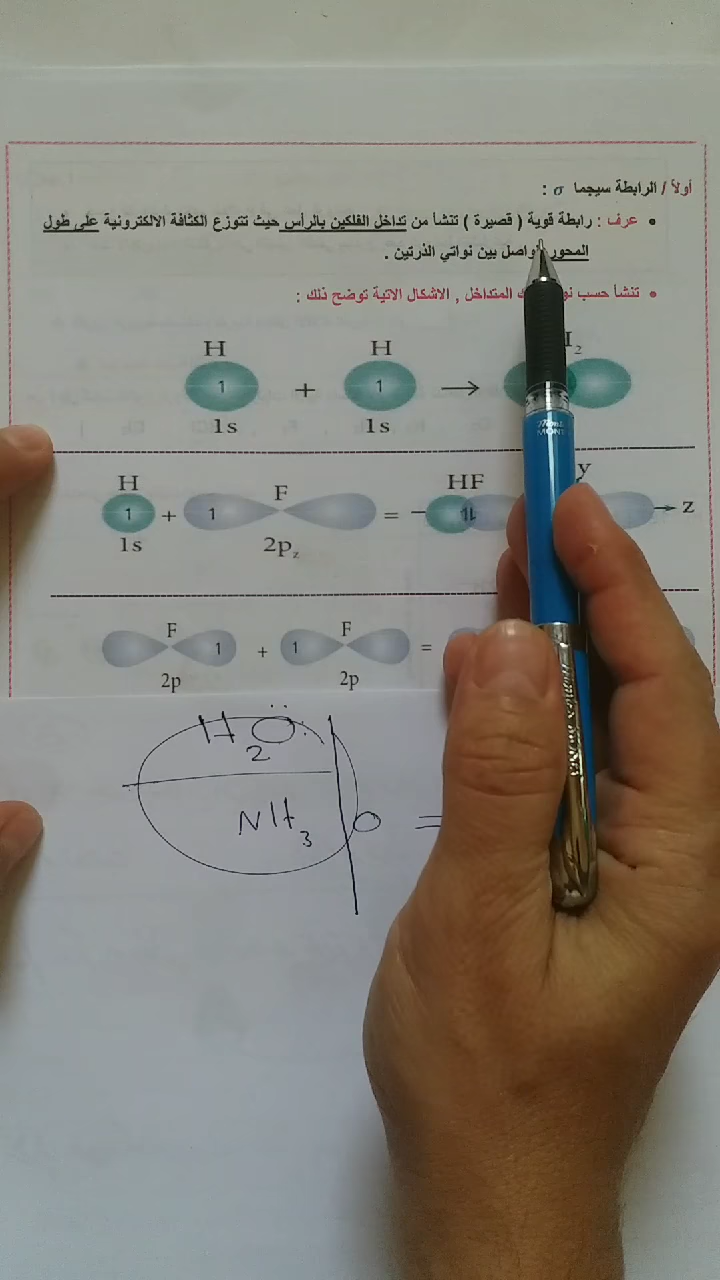 أولاً / الرابطة سيجما σ :
• عرف : رابطة قوية ( قصيرة ) تنشأ من تداخل الفلكين بالرأس حيث تتوزع الكثافة الالكترونية على طول
المحور الواصل بين نواتي الذرتين .
• تنشأ حسب المتداخل , الاشكال الاتية توضح ذلك :
H H 2
1 + 1 →
1s 1s
H F HF y
1 + 1 = z
1s 2pz
F F
1 + 1 =
2p 2p
H2O
NH3 O =